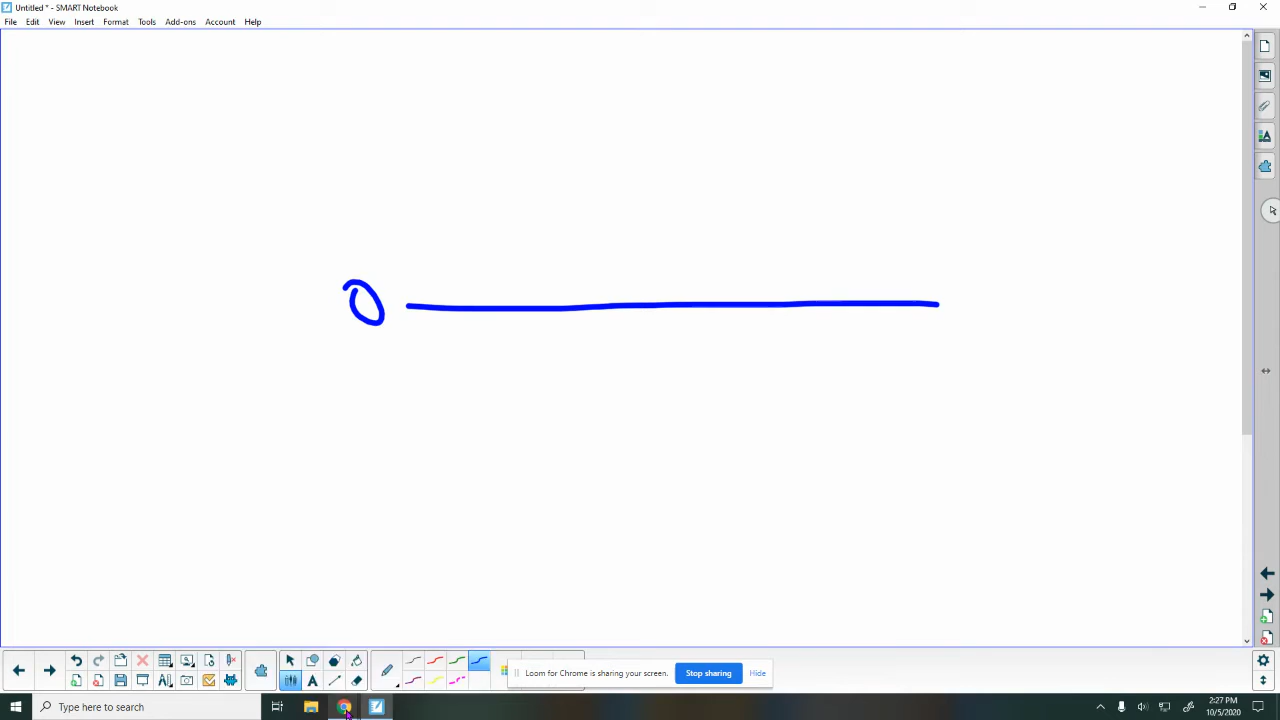 Untitled * - SMART Notebook
File Edit View Insert Format Tools Add-ons Account Help
0
Loom for Chrome is sharing your screen. Stop sharing Hide
Type here to search
2:27 PM
10/5/2020